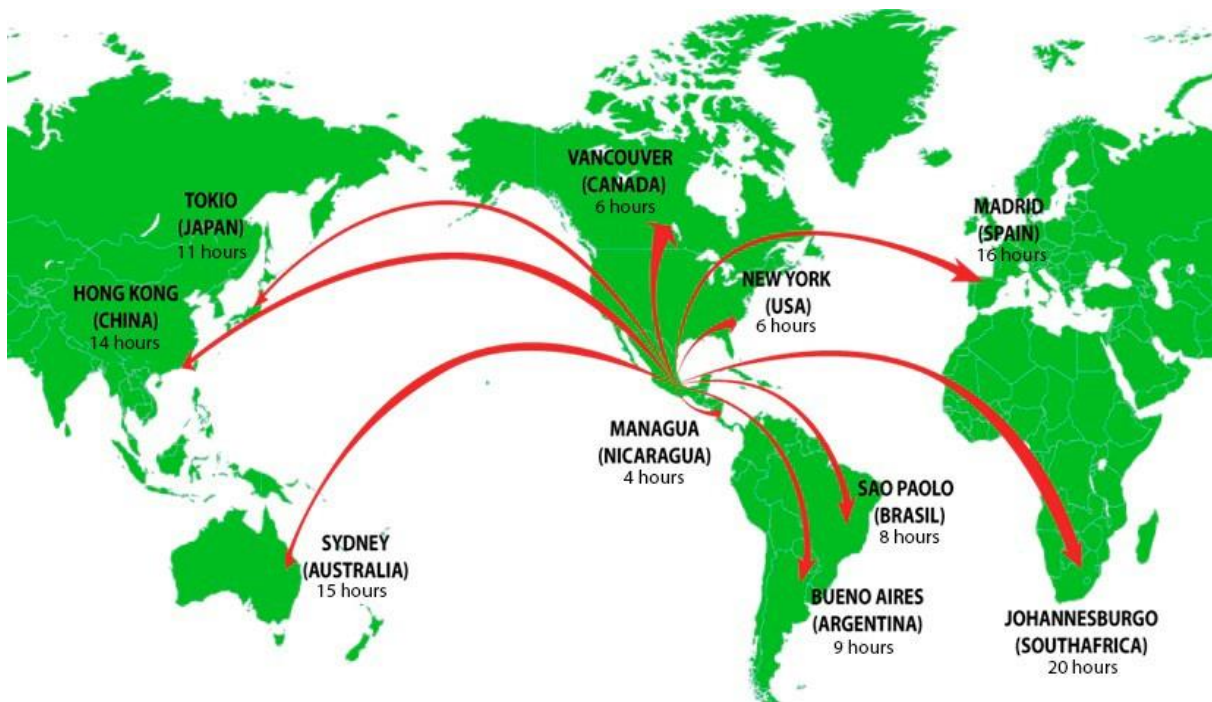 VANCOUVER
(CANADA)
6 hours
TOKIO
(JAPAN)
11 hours
MADRID
(SPAIN)
16 hours
HONG KONG
(CHINA)
14 hours
NEW YORK
(USA)
6 hours
MANAGUA
(NICARAGUA)
4 hours
SAO PAOLO
(BRASIL)
8 hours
SYDNEY
(AUSTRALIA)
15 hours
BUENO AIRES
(ARGENTINA)
9 hours
JOHANNESBURGO
(SOUTHAFRICA)
20 hours